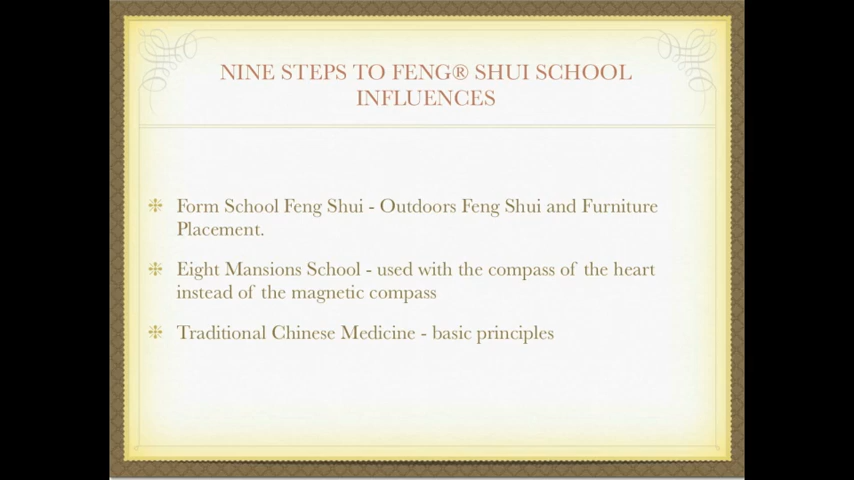 NINE STEPS TO FENG® SHUI SCHOOL
INFLUENCES
Form School Feng Shui - Outdoors Feng Shui and Furniture
Placement.
Eight Mansions School - used with the compass of the heart
instead of the magnetic compass
Traditional Chinese Medicine - basic principles